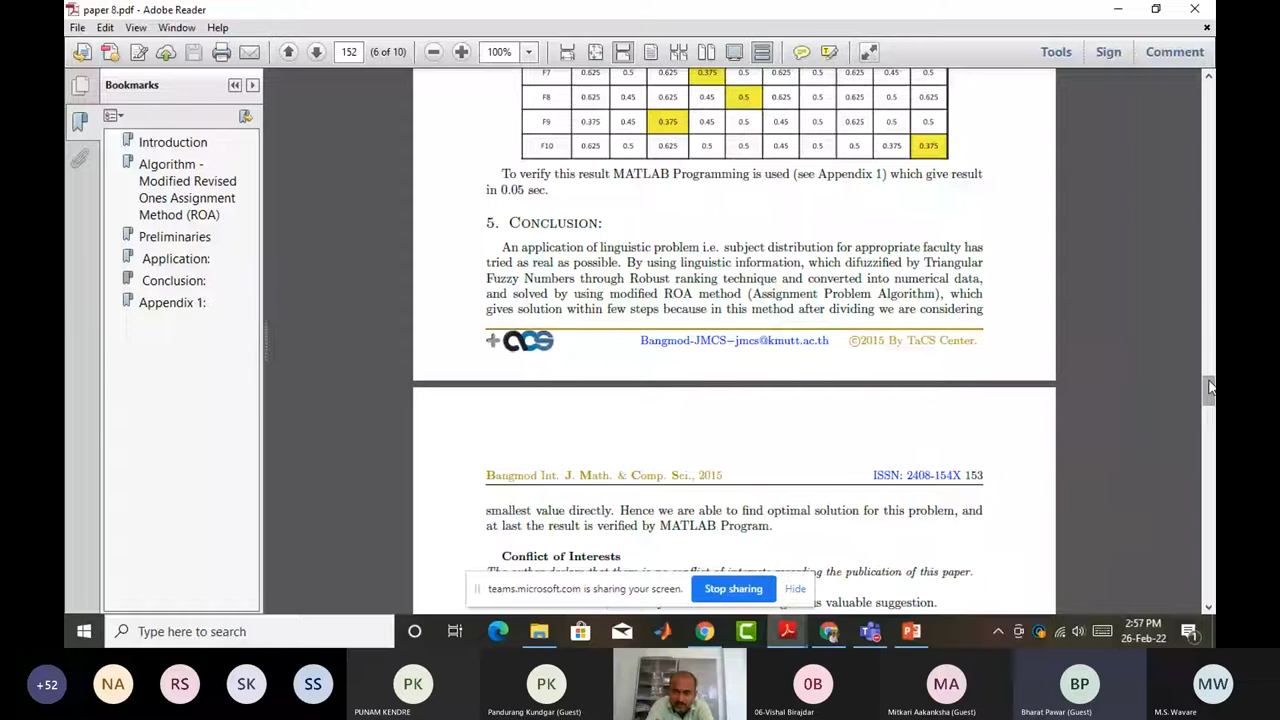 paper 8.pdf - Adobe Reader
File Edit View Window Help
152 (6 of 10) 100% Tools Sign Comment
Bookmarks
Introduction
Algorithm -
Modified Revised
Ones Assignment
Method (ROA)
Preliminaries
Application:
Conclusion:
Appendix 1:
F7 0.625 0.5 0.625 0.375 0.5 0.625 0.5 0.625 0.45 0.5
F8 0.625 0.45 0.625 0.45 0.5 0.625 0.5 0.625 0.5 0.625
F9 0.375 0.45 0.375 0.45 0.5 0.45 0.5 0.625 0.5 0.5
F10 0.625 0.5 0.625 0.5 0.5 0.45 0.5 0.5 0.375 0.375
To verify this result MATLAB Programming is used (see Appendix 1) which give result
in 0.05 sec.
5. Conclusion:
An application of linguistic problem i.e. subject distribution for appropriate faculty has
tried as real as possible. By using linguistic information, which difuzzified by Triangular
Fuzzy Numbers through Robust ranking technique and converted into numerical data,
and solved by using modified ROA method (Assignment Problem Algorithm), which
gives solution within few steps because in this method after dividing we are considering
acs Bangmod-JMCS–jmcs@kmutt.ac.th ©2015 By TaCS Center.
Bangmod Int. J. Math. & Comp. Sci., 2015 ISSN: 2408-154X 153
smallest value directly. Hence we are able to find optimal solution for this problem, and
at last the result is verified by MATLAB Program.
Conflict of Interests
The author declare that there is no conflict of interests regarding the publication of this paper.
teams.microsoft.com is sharing your screen. Stop sharing Hide
s valuable suggestion.
Type here to search
2:57 PM
26-Feb-22
+52 NA RS SK SS PK PK 0B MA BP MW
PUNAM KENDRE Pandurang Kundgar (Guest) 06-Vishal Birajdar Mitkari Aakanksha (Guest) Bharat Pawar (Guest) M.S. Wavare